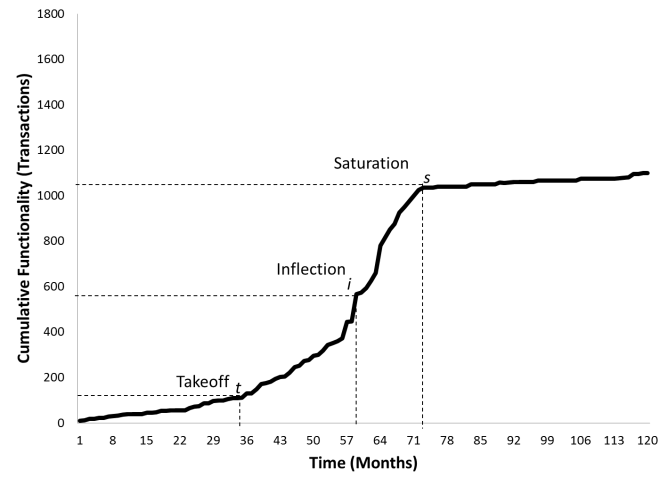 1800
1600
1400
1200
1000
800
600
400
200
0
Cumulative Functionality (Transactions)
Saturation
s
Inflection
i
Takeoff t
1 8 15 22 29 36 43 50 57 64 71 78 85 92 99 106 113 120
Time (Months)